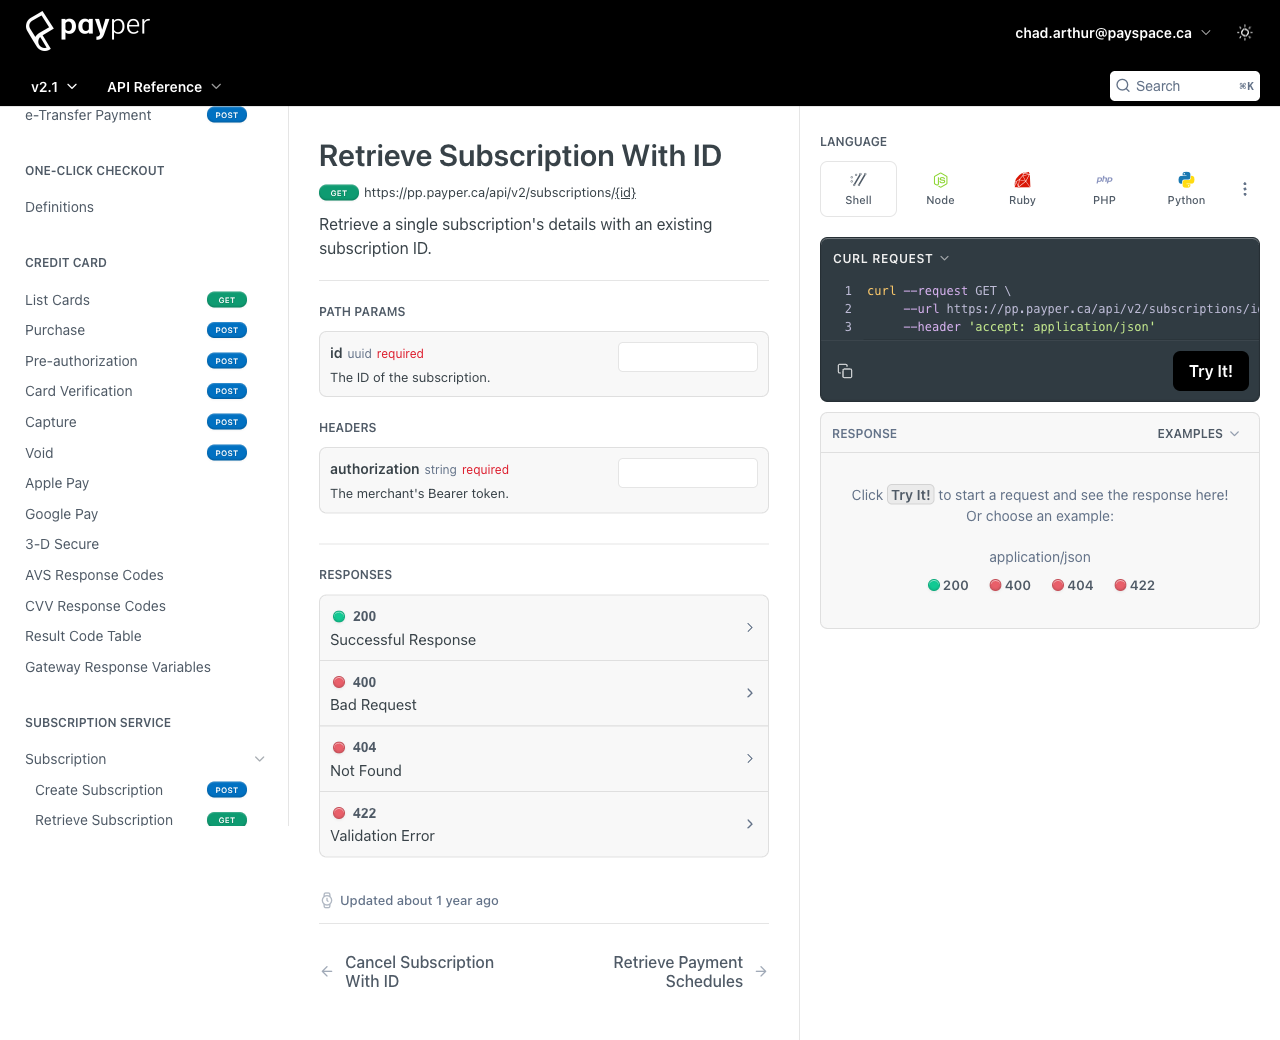 payper
chad.arthur@payspace.ca
v2.1
API Reference
Search
⌘K
e-Transfer Payment POST
ONE-CLICK CHECKOUT
Definitions
CREDIT CARD
List Cards GET
Purchase POST
Pre-authorization POST
Card Verification POST
Capture POST
Void POST
Apple Pay
Google Pay
3-D Secure
AVS Response Codes
CVV Response Codes
Result Code Table
Gateway Response Variables
SUBSCRIPTION SERVICE
Subscription
Create Subscription POST
Retrieve Subscription GET
Retrieve Subscription With ID
GET https://pp.payper.ca/api/v2/subscriptions/{id}
Retrieve a single subscription's details with an existing
subscription ID.
PATH PARAMS
id uuid required
The ID of the subscription.
HEADERS
authorization string required
The merchant's Bearer token.
RESPONSES
200
Successful Response
400
Bad Request
404
Not Found
422
Validation Error
Updated about 1 year ago
Cancel Subscription
With ID
Retrieve Payment
Schedules
LANGUAGE
Shell
Node
Ruby
php
PHP
Python
CURL REQUEST
1 curl --request GET \
2 --url https://pp.payper.ca/api/v2/subscriptions/i
3 --header 'accept: application/json'
Try It!
RESPONSE
EXAMPLES
Click Try It! to start a request and see the response here!
Or choose an example:
application/json
200 400 404 422